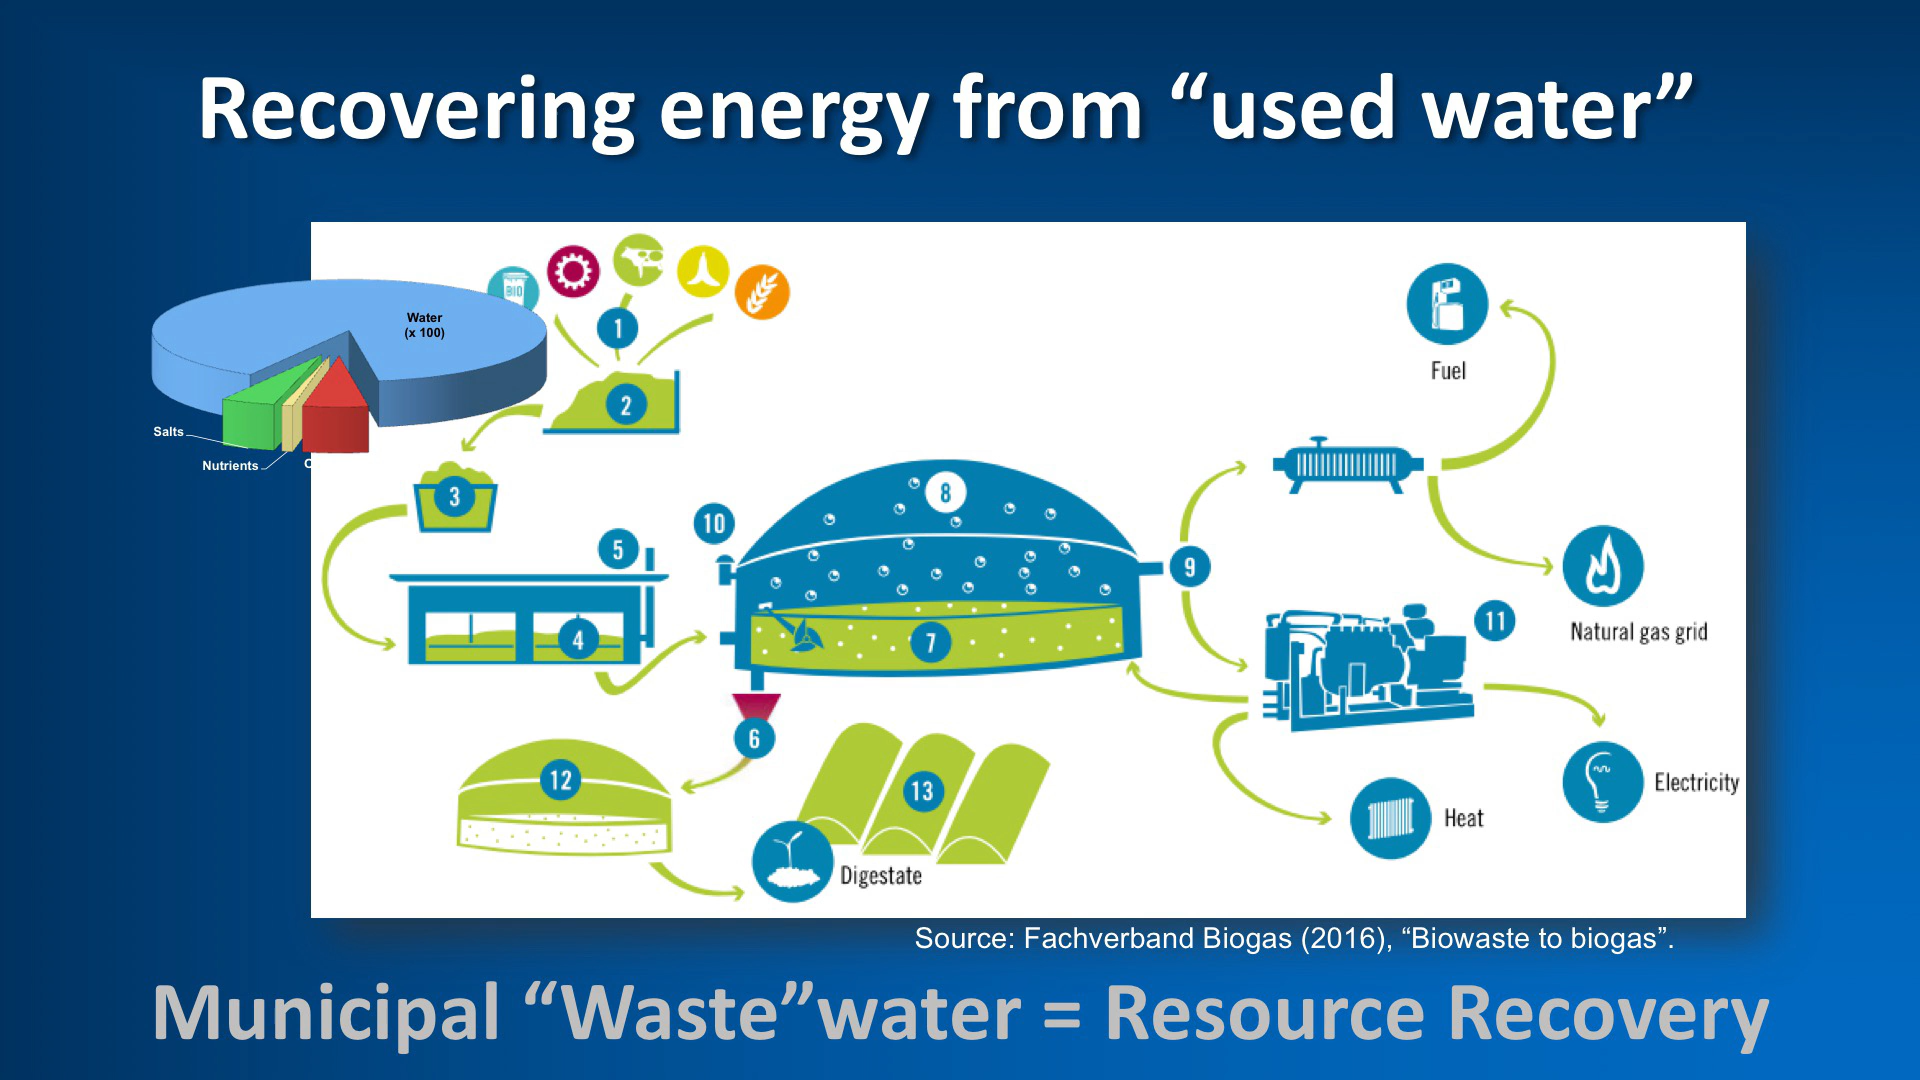 Recovering energy from “used water”
BIO
Water
(x 100)
Salts
Nutrients
1
2
3
4
5
6
7
8
9
10
11
12
13
Fuel
Natural gas grid
Electricity
Heat
Digestate
Source: Fachverband Biogas (2016), “Biowaste to biogas”.
Municipal “Waste”water = Resource Recovery